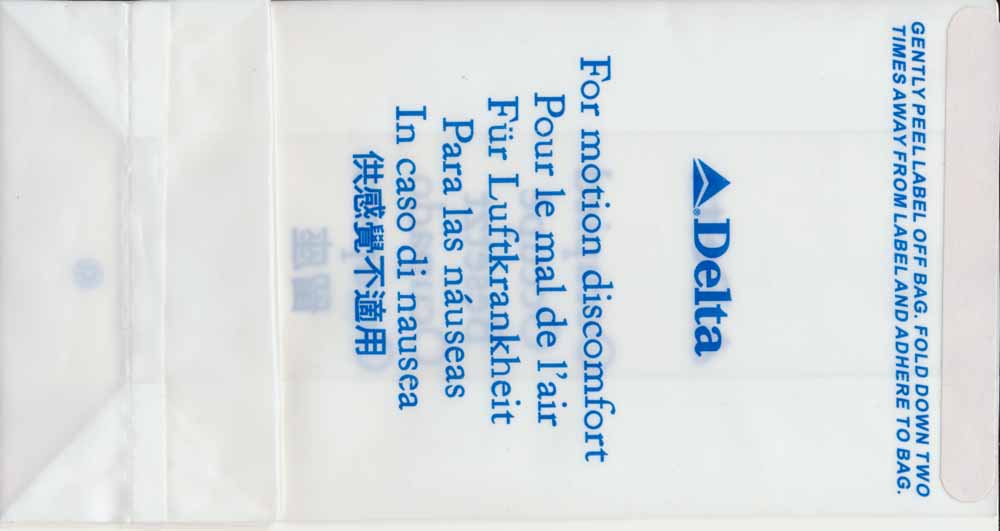 GENTLY PEEL LABEL OFF BAG. FOLD DOWN TWO
TIMES AWAY FROM LABEL AND ADHERE TO BAG.
Delta
For motion discomfort
Pour le mal de l'air
Für Luftkrankheit
Para las náuseas
In caso di nausea
供感覺不適用